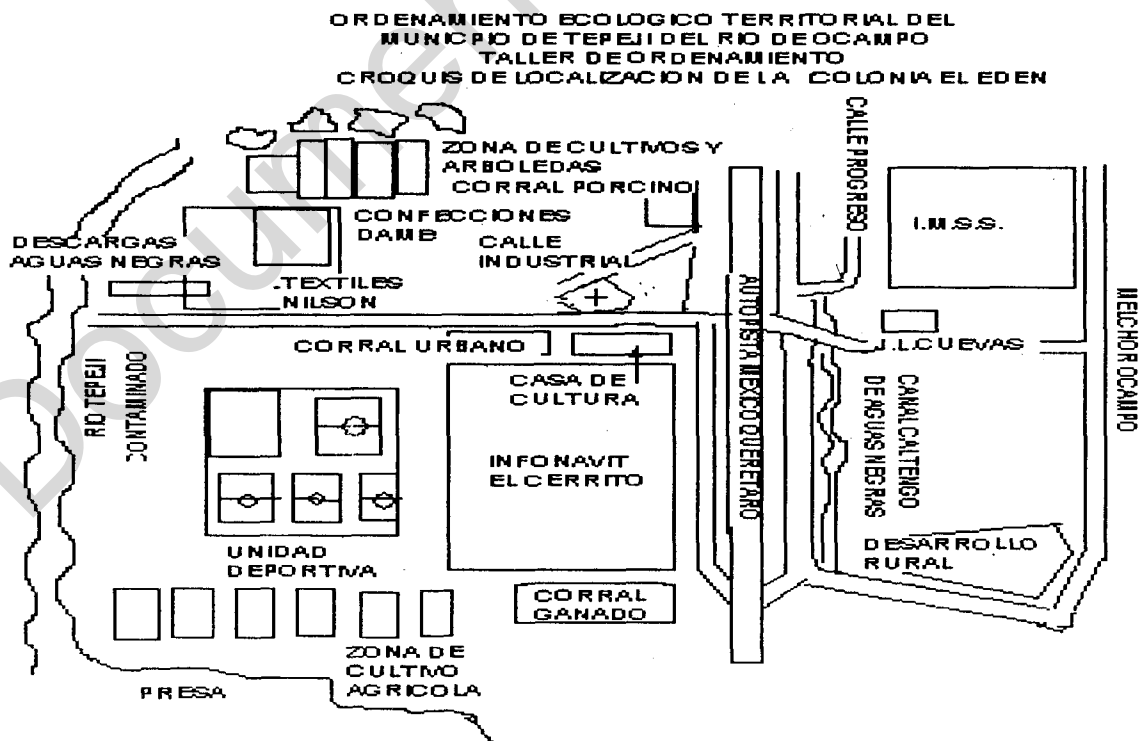 ORDENAMIENTO ECOLOGICO TERRITORIAL DEL
MUNICPIO DE TEPEJI DEL RIO DE OCAMPO
TALLER DE ORDENAMIENTO
CROQUIS DE LOCALIZACION DE LA COLONIA EL EDEN
ZONA DE CULTIVOS Y
ARBOLEDAS
CORRAL PORCINO
CONFECCIONES
DAMB
CALLE
INDUSTRIAL
DESCARGAS
AGUAS NEGRAS
TEXTILES
NILSON
CALLE PROGRESO
I.M.S.S.
MELCHOR OCAMPO
AUTOPISTA MEXICO QUERETARO
J.L.CUEVAS
CANAL CALTENGO
DE AGUAS NEGRAS
CORRAL URBANO
CASA DE
CULTURA
RIO TEPEJI
CONTAMINADO
INFONAVIT
EL CERRITO
UNIDAD
DEPORTIVA
DESARROLLO
RURAL
CORRAL
GANADO
ZONA DE
CULTIVO
AGRICOLA
PRESA
Docume